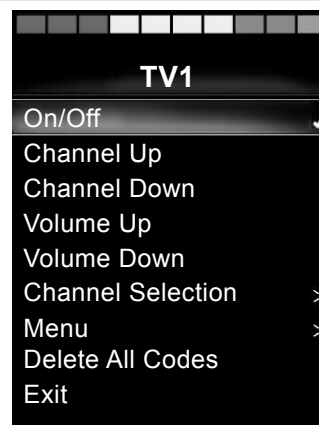 TV1
On/Off
Channel Up
Channel Down
Volume Up
Volume Down
Channel Selection >
Menu >
Delete All Codes
Exit